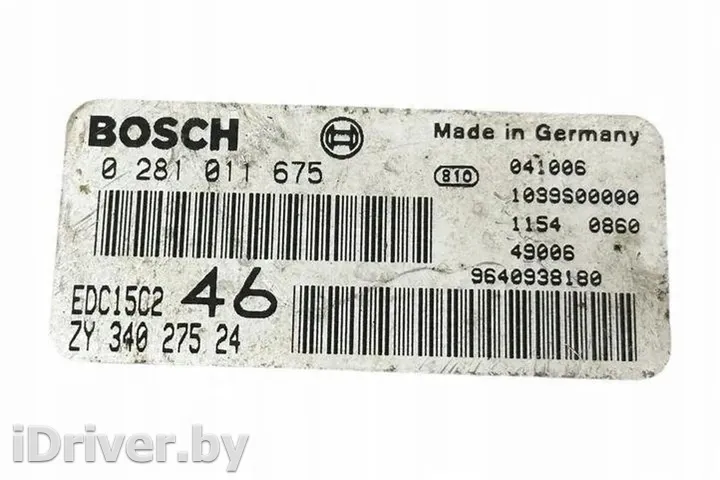 BOSCH
Made in Germany
0 281 011 675
810
041006
1039S00000
1154 0860
49006
9640938180
EDC15C2 46
ZY 340 275 24
iDriver.by